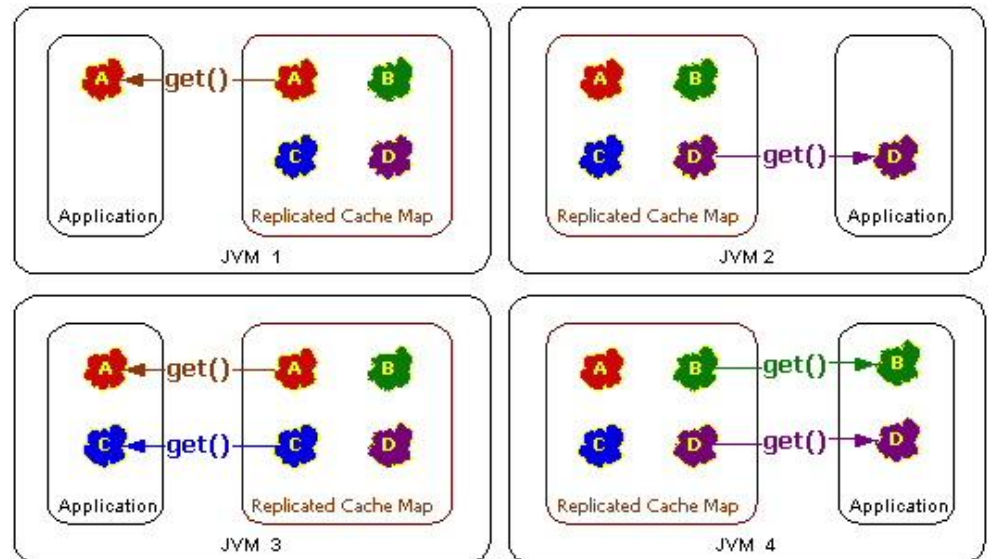 A get() A B
C D
Application Replicated Cache Map
JVM 1
A B
C D get() D
Replicated Cache Map Application
JVM 2
A get() A B
C get() C D
Application Replicated Cache Map
JVM 3
A B get() B
C D get() D
Replicated Cache Map Application
JVM 4